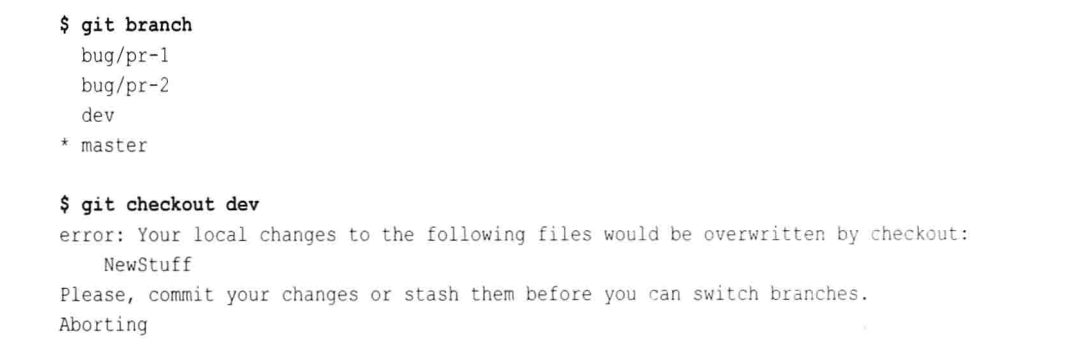 $ git branch
  bug/pr-1
  bug/pr-2
  dev
* master

$ git checkout dev
error: Your local changes to the following files would be overwritten by checkout:
    NewStuff
Please, commit your changes or stash them before you can switch branches.
Aborting